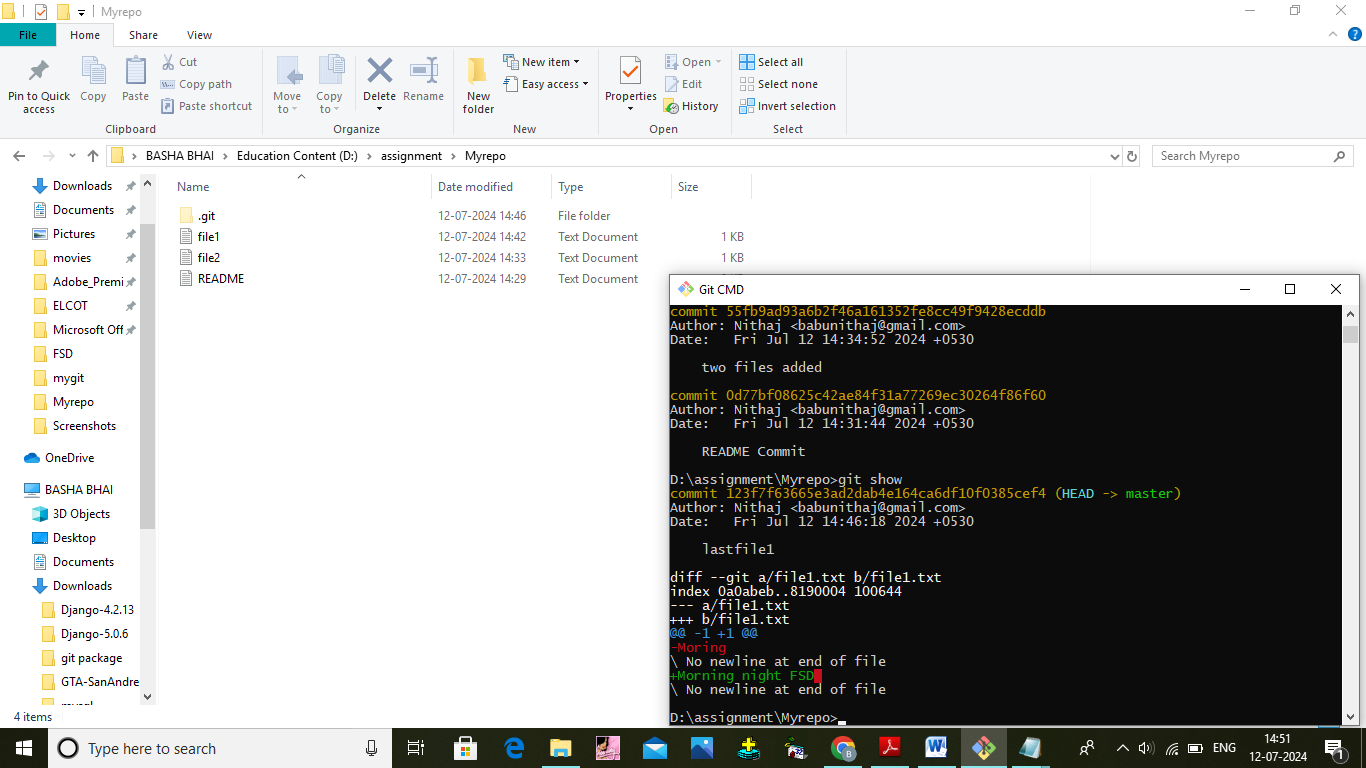 Myrepo
File Home Share View
Pin to Quick access
Copy
Paste
Cut
Copy path
Paste shortcut
Clipboard
Move to
Copy to
Delete
Rename
Organize
New folder
New item
Easy access
New
Properties
Open
Edit
History
Open
Select all
Select none
Invert selection
Select
BASHA BHAI > Education Content (D:) > assignment > Myrepo
Search Myrepo
Downloads
Documents
Pictures
movies
Adobe_Premi
ELCOT
Microsoft Off
FSD
mygit
Myrepo
Screenshots
OneDrive
BASHA BHAI
3D Objects
Desktop
Documents
Downloads
Django-4.2.13
Django-5.0.6
git package
GTA-SanAndre
Name Date modified Type Size
.git 12-07-2024 14:46 File folder
file1 12-07-2024 14:42 Text Document 1 KB
file2 12-07-2024 14:33 Text Document 1 KB
README 12-07-2024 14:29 Text Document
4 items
Git CMD
commit 55fb9ad93a6b2f46a161352fe8cc49f9428ecddb
Author: Nithaj <babunithaj@gmail.com>
Date:   Fri Jul 12 14:34:52 2024 +0530
two files added
commit 0d77bf08625c42ae84f31a77269ec30264f86f60
Author: Nithaj <babunithaj@gmail.com>
Date:   Fri Jul 12 14:31:44 2024 +0530
README Commit
D:\assignment\Myrepo>git show
commit 123f7f63665e3ad2dab4e164ca6df10f0385cef4 (HEAD -> master)
Author: Nithaj <babunithaj@gmail.com>
Date:   Fri Jul 12 14:46:18 2024 +0530
lastfile1
diff --git a/file1.txt b/file1.txt
index 0a0abeb..8190004 100644
--- a/file1.txt
+++ b/file1.txt
@@ -1 +1 @@
-Moring
\ No newline at end of file
+Morning night FSD
\ No newline at end of file
D:\assignment\Myrepo>
Type here to search
ENG
14:51
12-07-2024
1